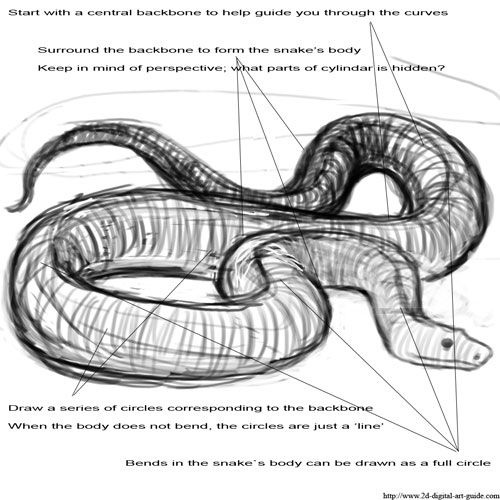 Start with a central backbone to help guide you through the curves
Surround the backbone to form the snake's body
Keep in mind of perspective; what parts of cylindar is hidden?
Draw a series of circles corresponding to the backbone
When the body does not bend, the circles are just a 'line'
Bends in the snake`s body can be drawn as a full circle
http://www.2d-digital-art-guide.com